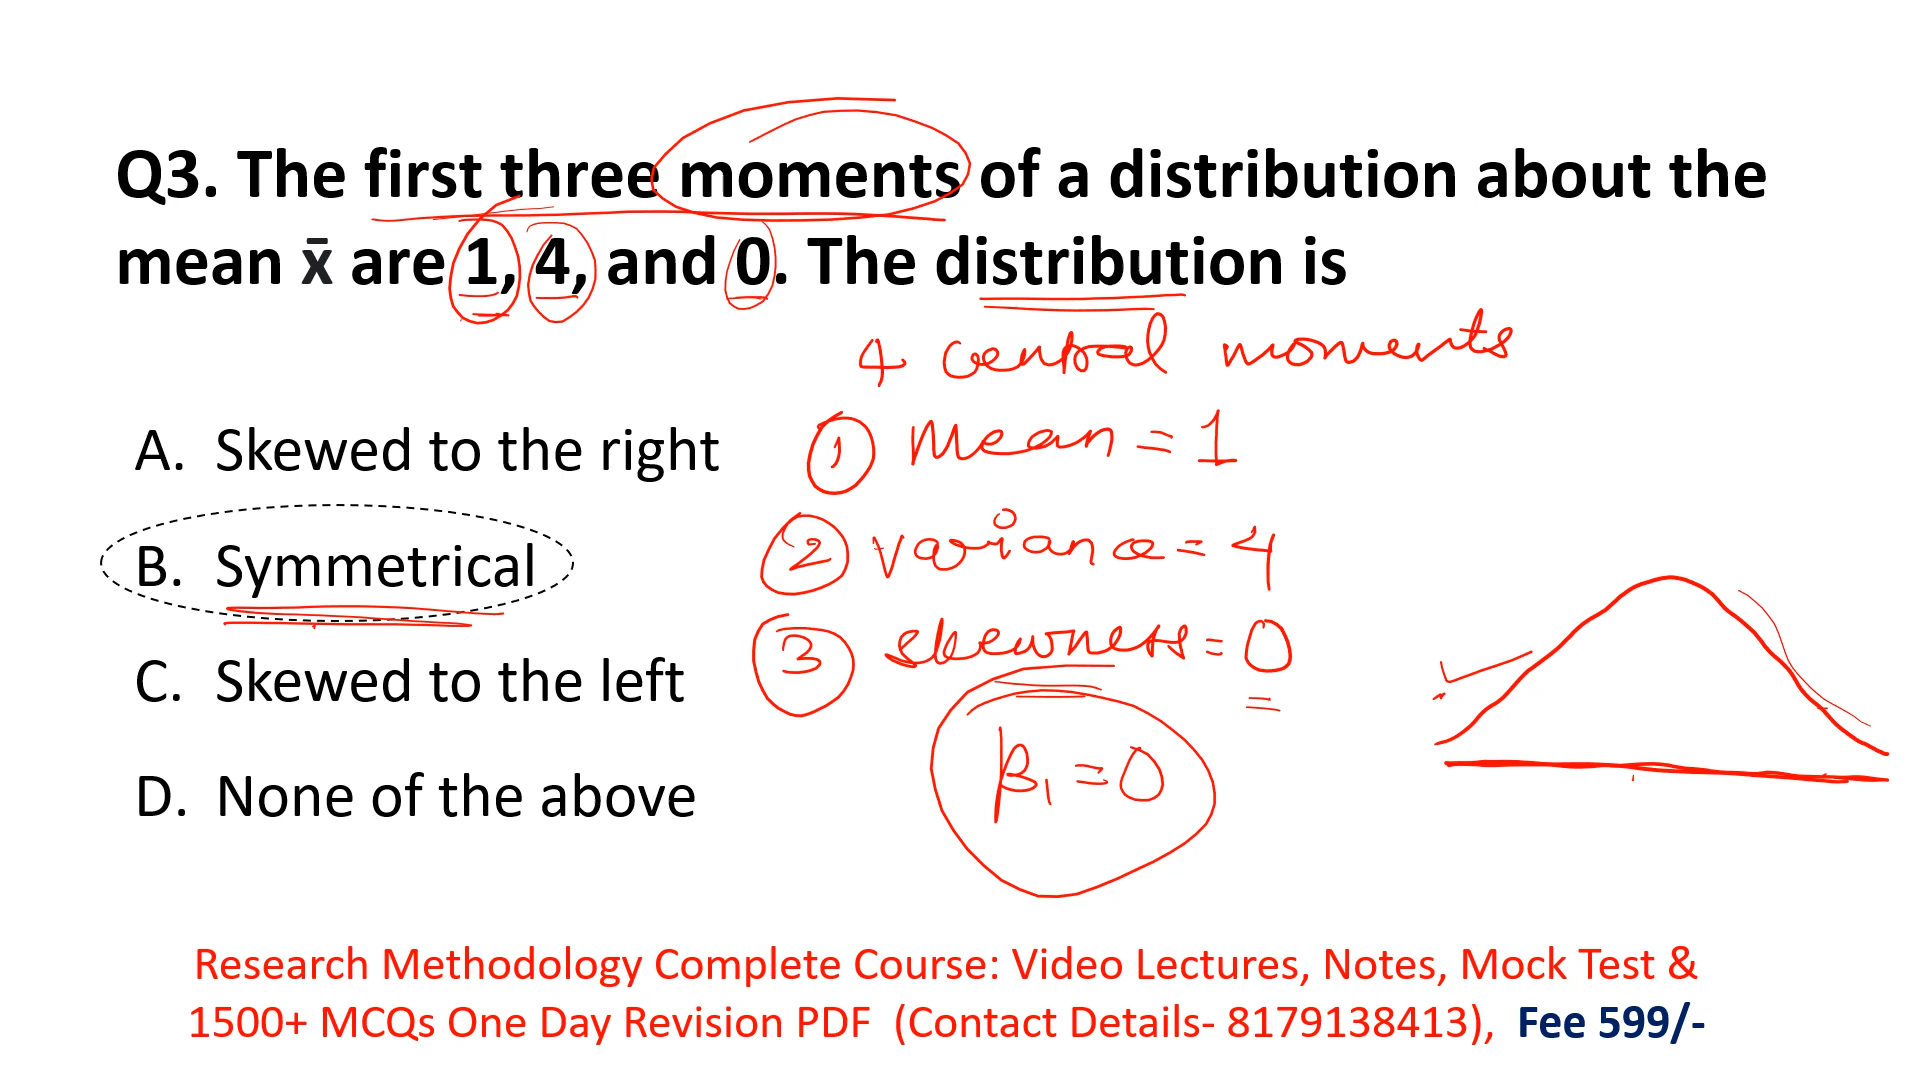 Q3. The first three moments of a distribution about the
mean x̄ are 1, 4, and 0. The distribution is
4 central moments
A. Skewed to the right
① Mean = 1
B. Symmetrical
② variance = 4
C. Skewed to the left
③ skewness = 0
β₁ = 0
D. None of the above
Research Methodology Complete Course: Video Lectures, Notes, Mock Test &
1500+ MCQs One Day Revision PDF (Contact Details- 8179138413), Fee 599/-